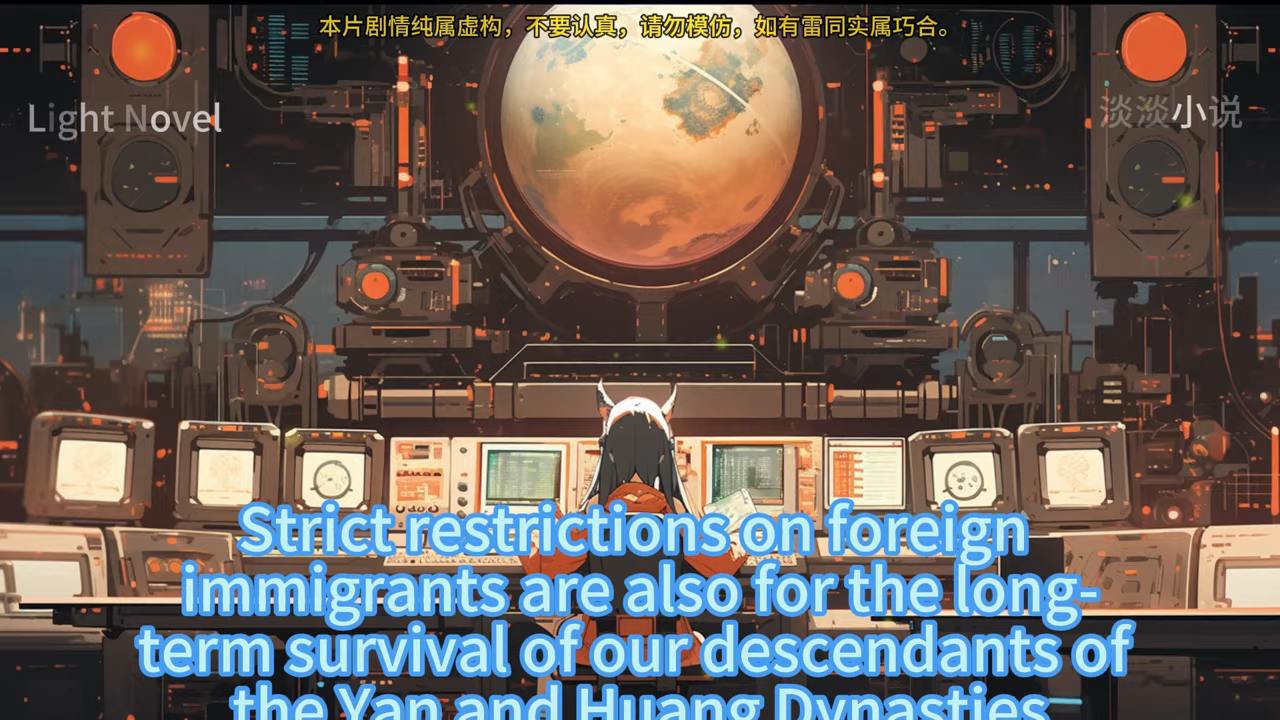 本片剧情纯属虚构，不要认真，请勿模仿，如有雷同实属巧合。
Light Novel
淡淡小说
Strict restrictions on foreign
immigrants are also for the long-
term survival of our descendants of
the Yan and Huang Dynasties